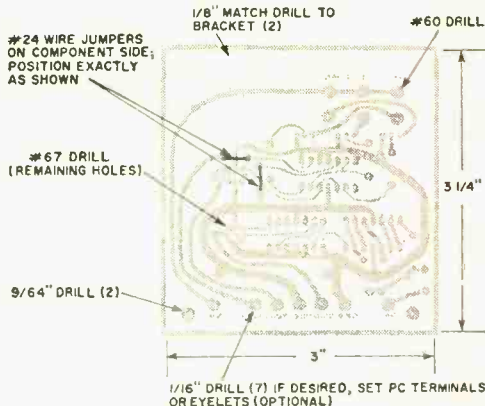 1/8" MATCH DRILL TO
BRACKET (2)
#60 DRILL
#24 WIRE JUMPERS
ON COMPONENT SIDE;
POSITION EXACTLY
AS SHOWN
#67 DRILL
(REMAINING HOLES)
3 1/4"
9/64" DRILL (2)
3"
1/16" DRILL (7) IF DESIRED, SET PC TERMINALS
OR EYELETS (OPTIONAL)